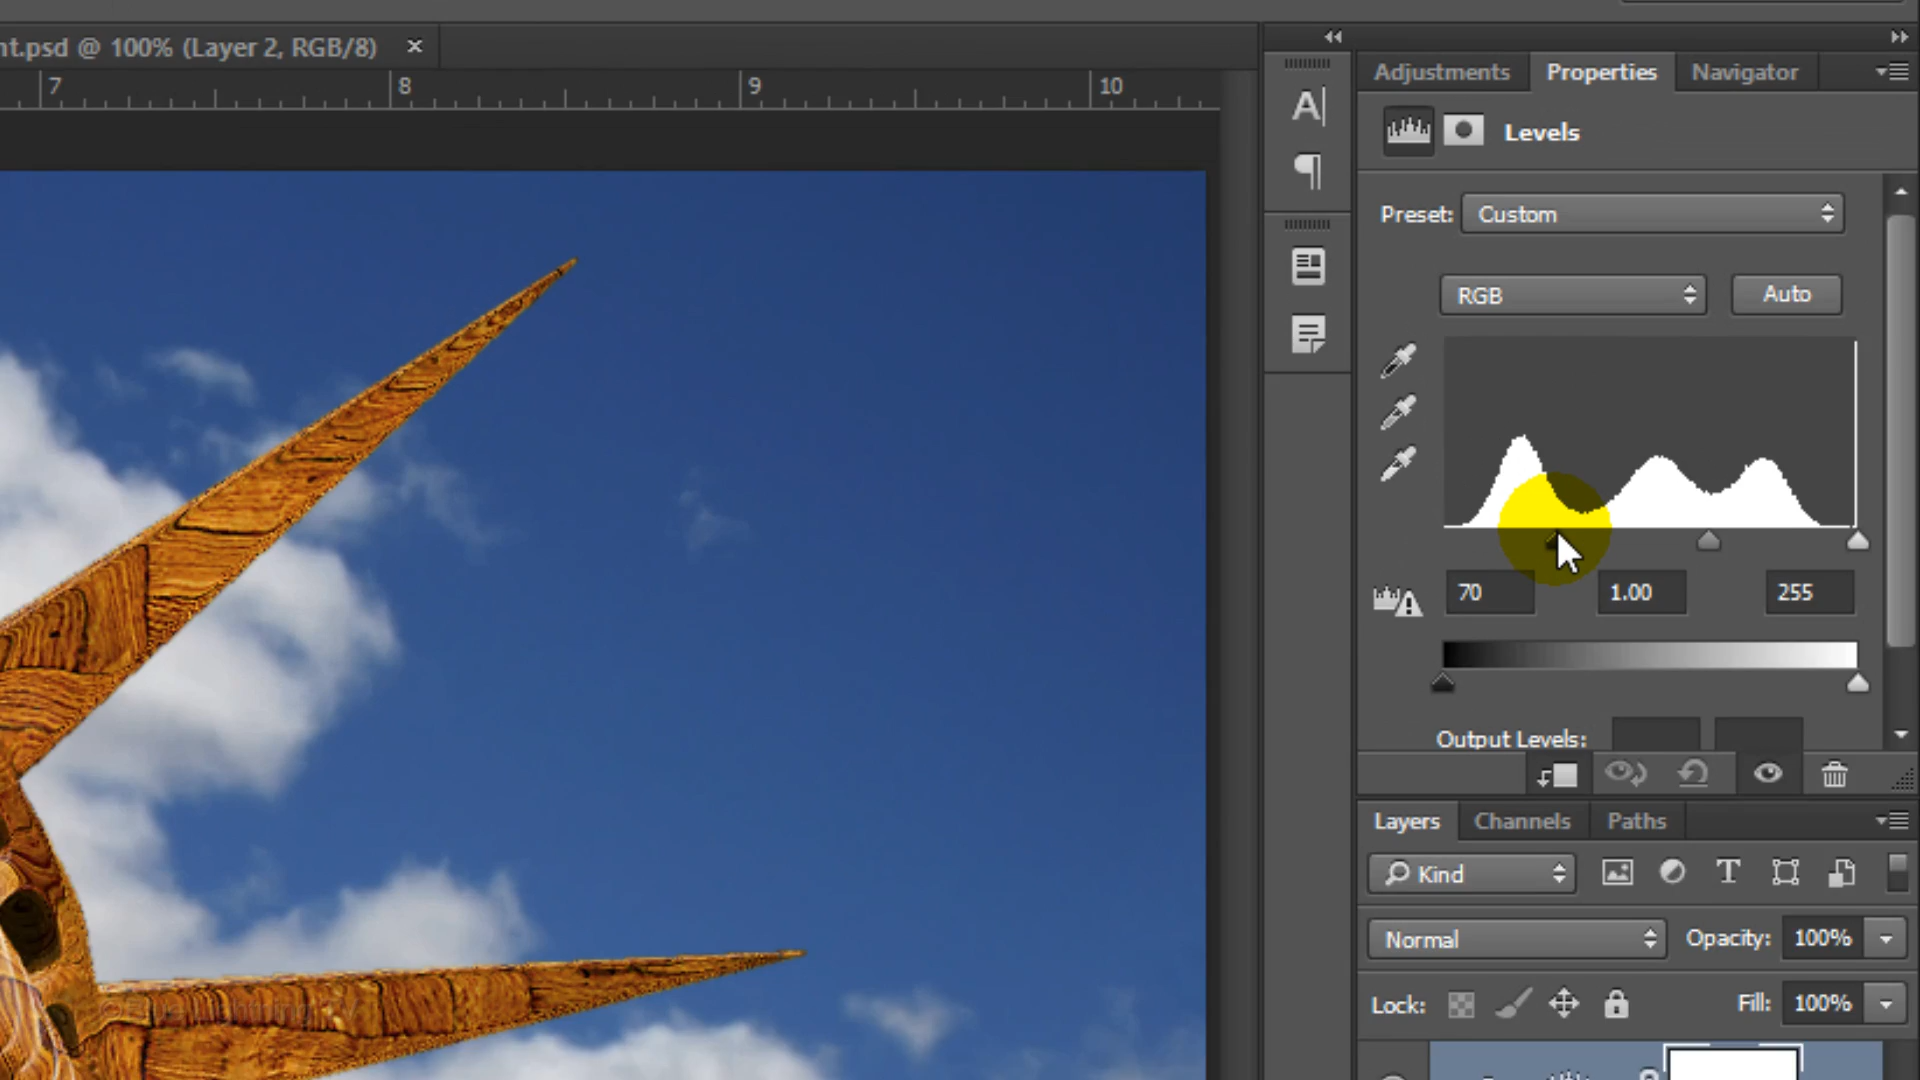 nt.psd @ 100% (Layer 2, RGB/8) ×
7 8 9 10
Adjustments Properties Navigator
A|
¶
Levels
Preset: Custom
RGB Auto
70 1.00 255
Output Levels:
Layers Channels Paths
Kind T
Normal Opacity: 100%
Lock: Fill: 100%